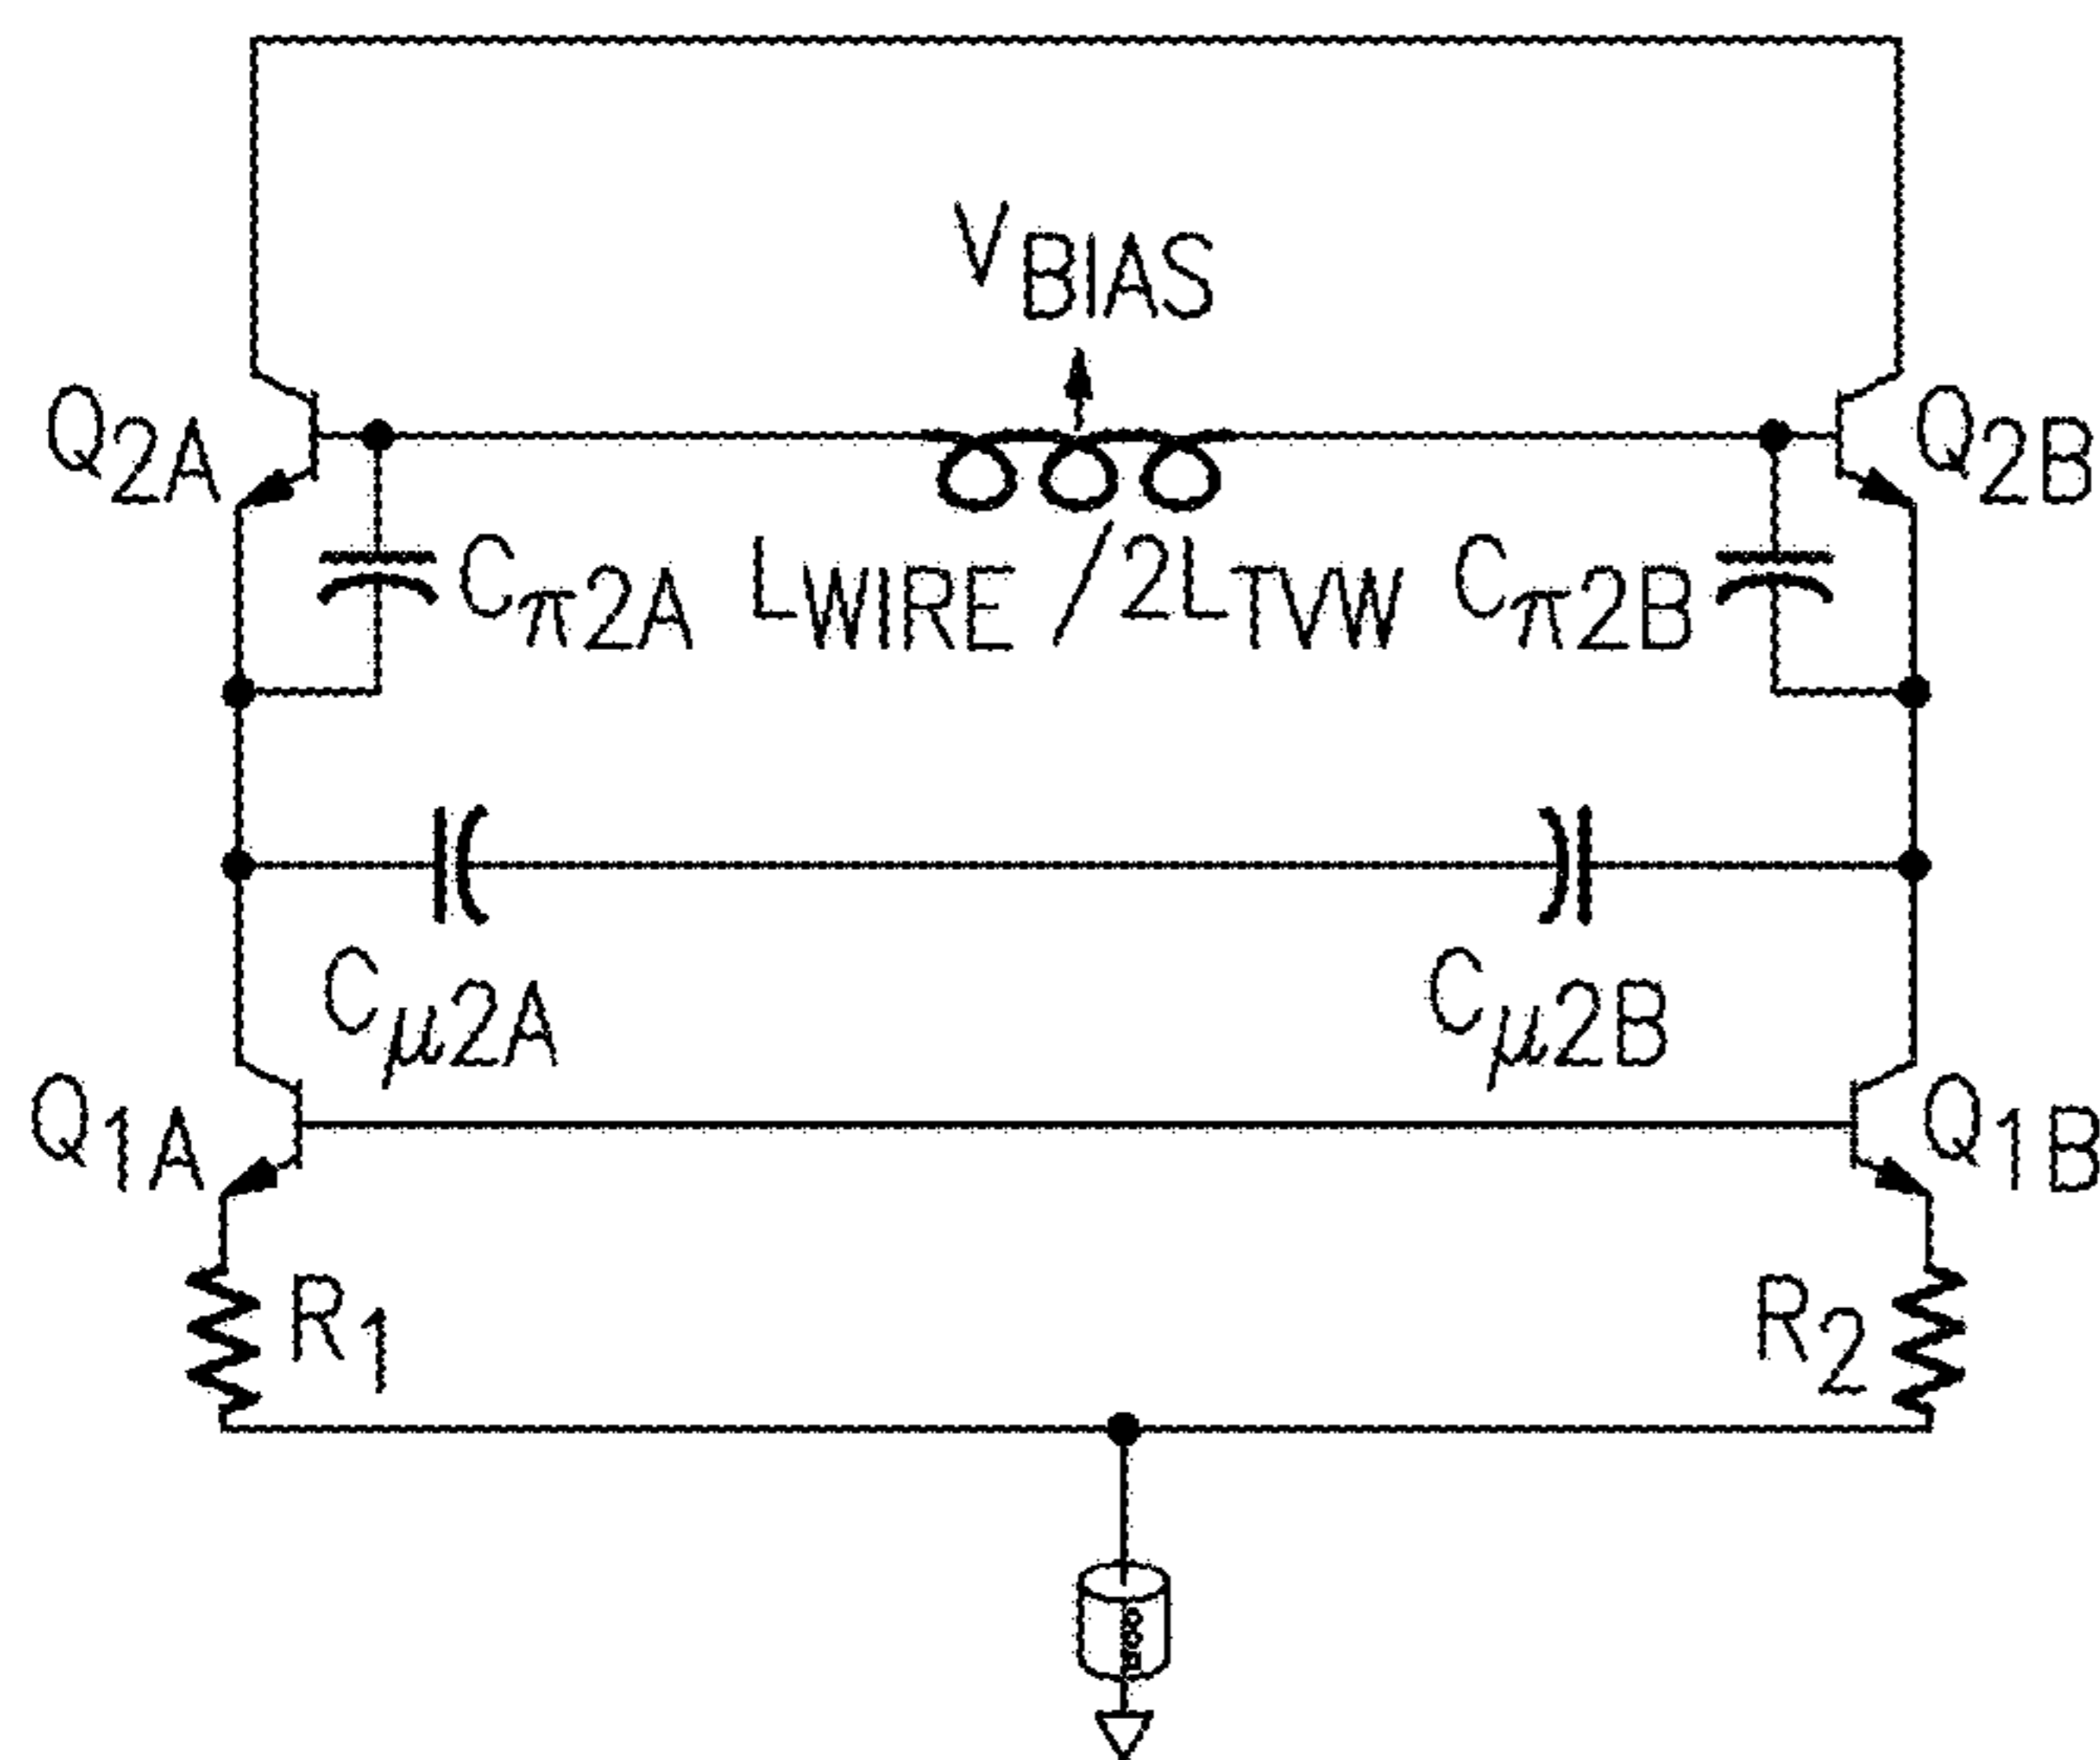 VBIAS
Q2A
Q2B
Cπ2A
LWIRE/2LTVW
Cπ2B
Cμ2A
Cμ2B
Q1A
Q1B
R1
R2